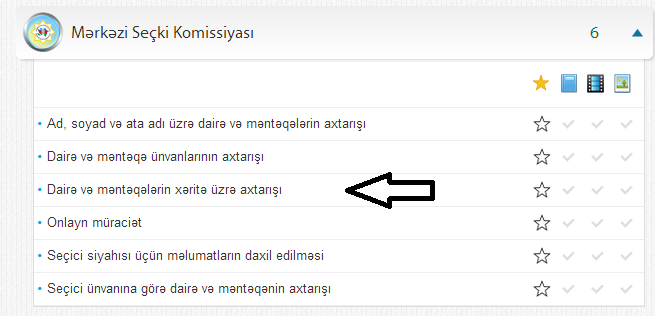 Mərkəzi Seçki Komissiyası 6
Ad, soyad və ata adı üzrə dairə və məntəqələrin axtarışı
Dairə və məntəqə ünvanlarının axtarışı
Dairə və məntəqələrin xəritə üzrə axtarışı
Onlayn müraciət
Seçici siyahısı üçün məlumatların daxil edilməsi
Seçici ünvanına görə dairə və məntəqənin axtarışı